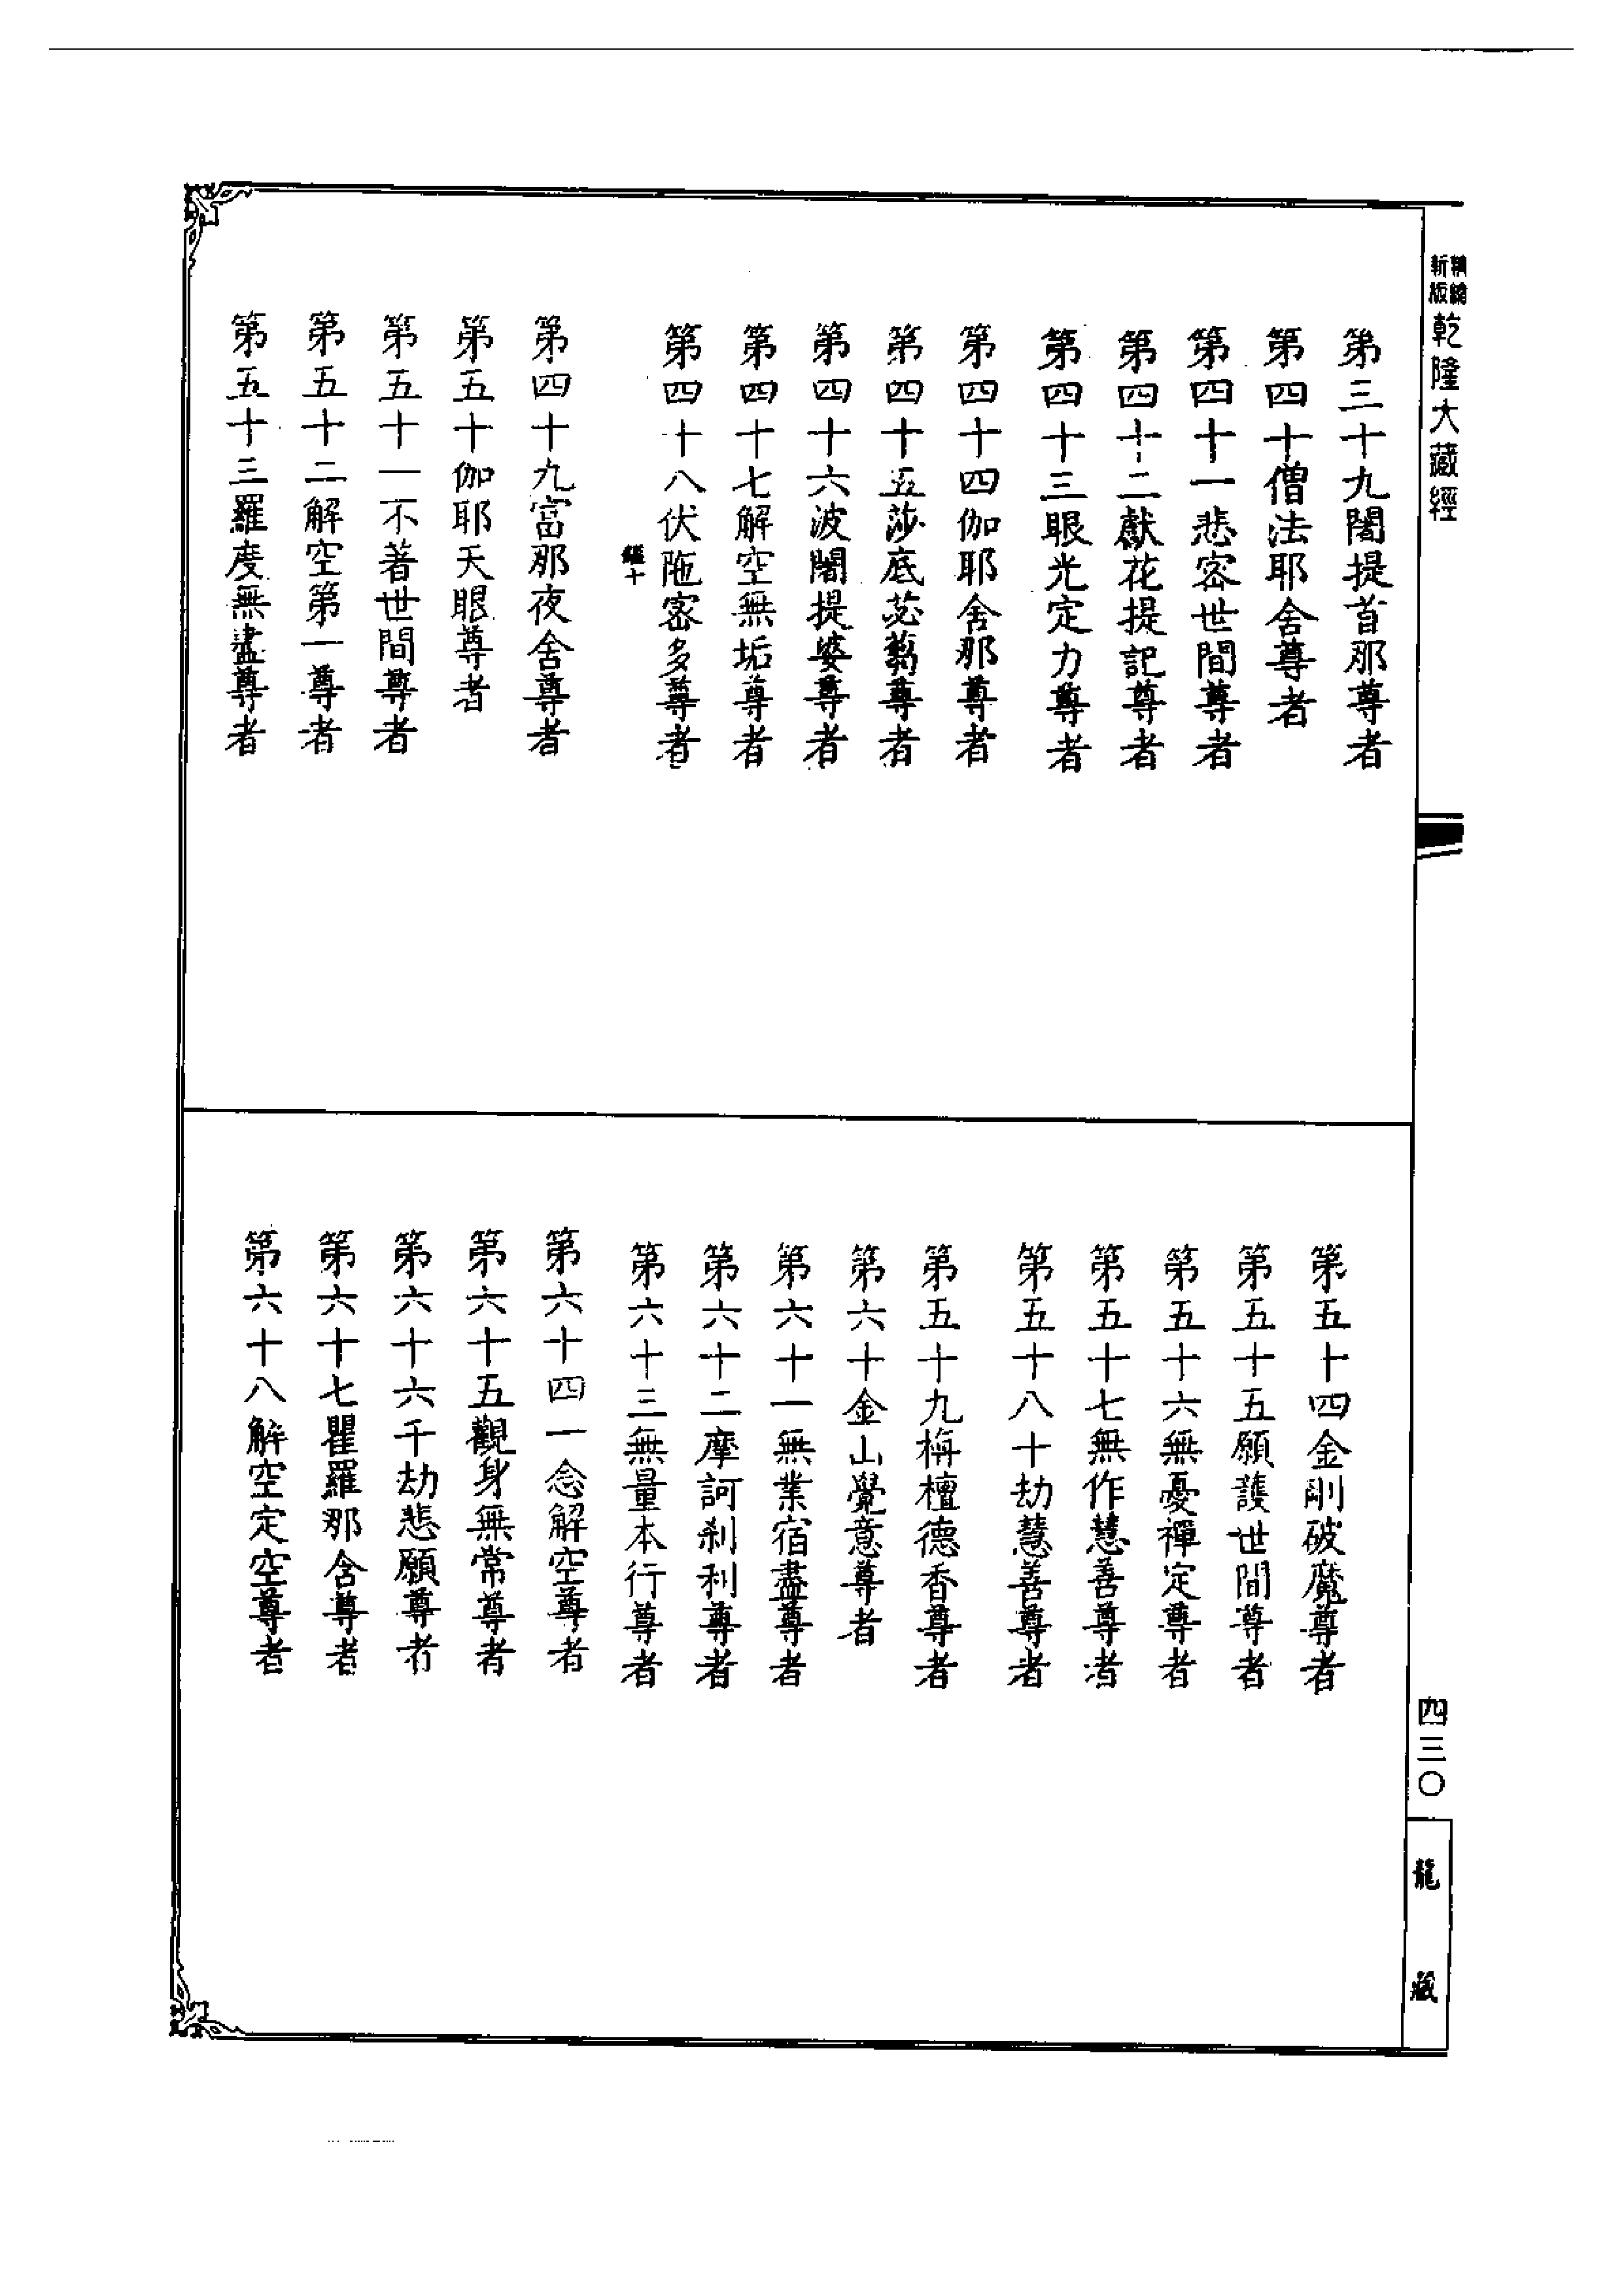 精繪
新版
乾隆大藏經
第三十九闍提首那尊者
第四十僧法耶舍尊者
第四十一悲密世間尊者
第四十二獻花提記尊者
第四十三眼光定力尊者
第四十四伽耶舍那尊者
第四十五莎底苾蒭尊者
第四十六波闍提婆尊者
第四十七解空無垢尊者
第四十八伏陁密多尊者
第四十九富那夜舍尊者
第五十伽耶天眼尊者
第五十一不著世間尊者
第五十二解空第一尊者
第五十三羅度無盡尊者
第五十四金剛破魔尊者
第五十五願護世間尊者
第五十六無憂禪定尊者
第五十七無作慧善尊者
第五十八十劫慧善尊者
第五十九栴檀德香尊者
第六十金山覺意尊者
第六十一無業宿盡尊者
第六十二摩訶刹利尊者
第六十三無量本行尊者
第六十四一念解空尊者
第六十五觀身無常尊者
第六十六千劫悲願尊者
第六十七瞿羅那含尊者
第六十八解空定空尊者
四三〇
龍藏